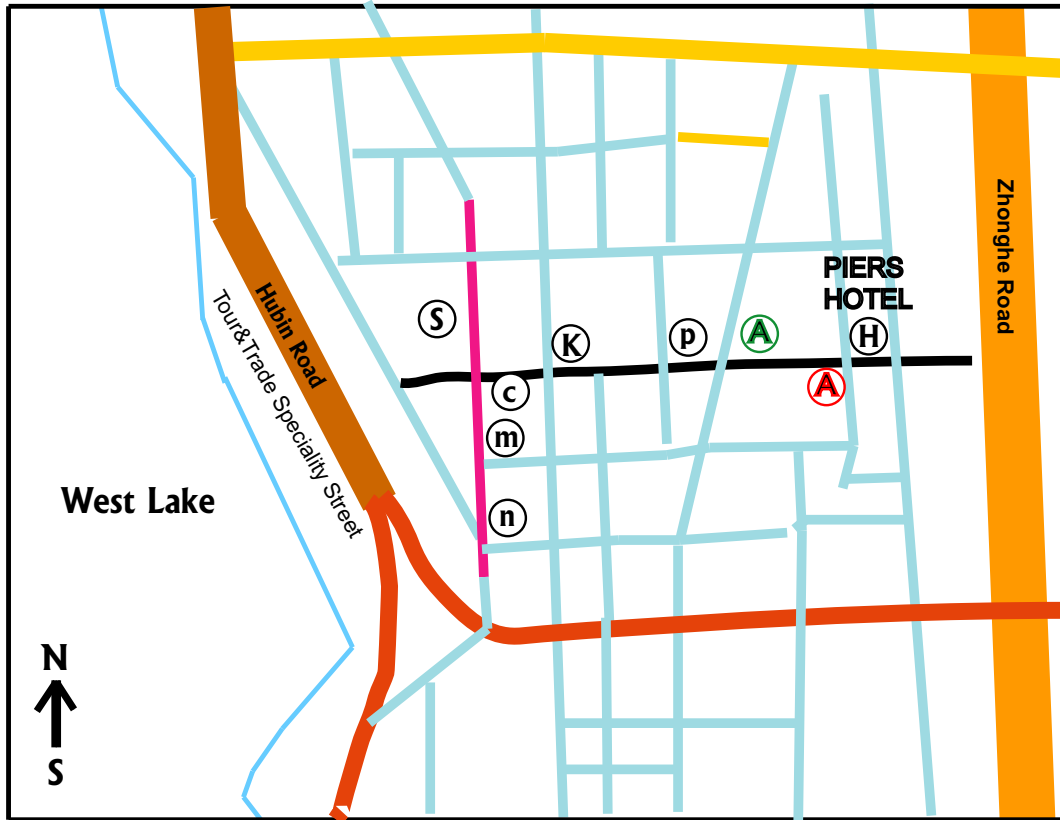 Zhonghe Road
PIERS
HOTEL
Hubin Road
Tour&Trade Speciality Street
S
K
p
A
H
c
A
m
n
West Lake
N
S